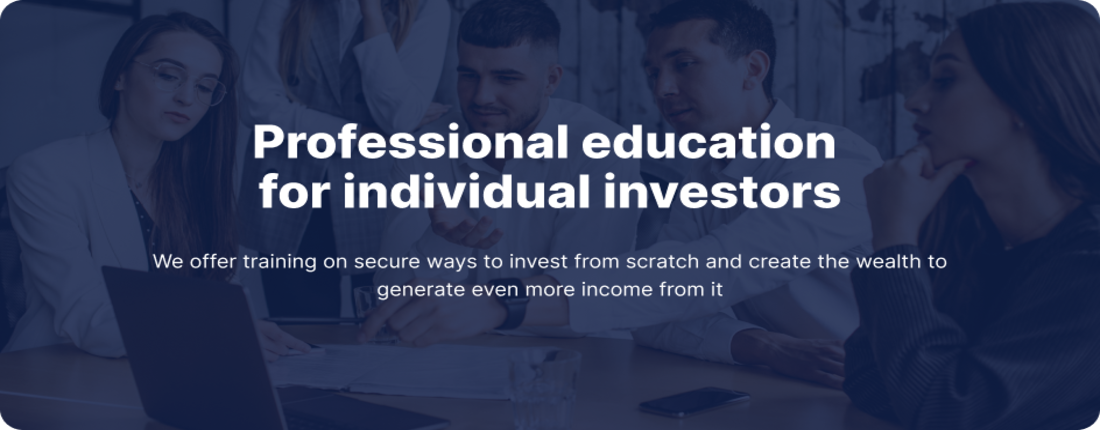 Professional education
for individual investors
We offer training on secure ways to invest from scratch and create the wealth to
generate even more income from it